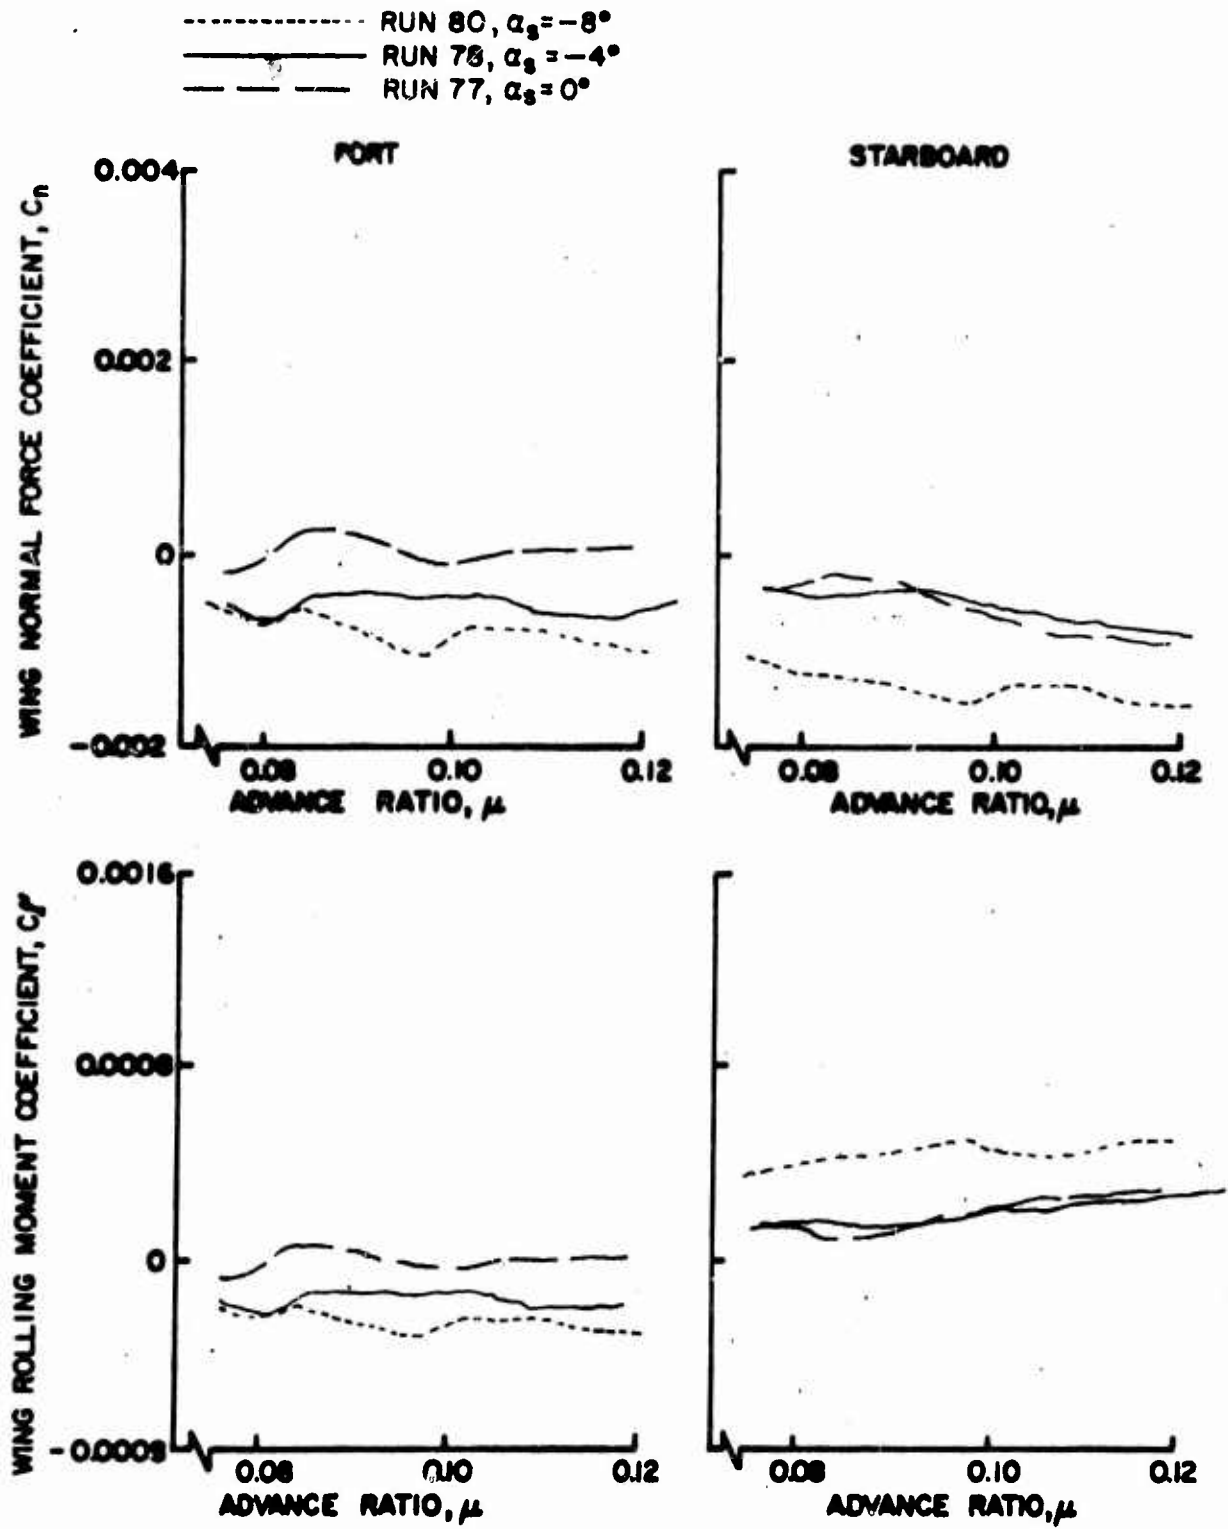 RUN 80, αs=-8°
RUN 78, αs=-4°
RUN 77, αs=0°
PORT
STARBOARD
WING NORMAL FORCE COEFFICIENT, Cn
0.004
0.002
0
-0.002
0.08 0.10 0.12
ADVANCE RATIO, μ
0.08 0.10 0.12
ADVANCE RATIO, μ
WING ROLLING MOMENT COEFFICIENT,
0.0016
0.0008
0
-0.0008
0.08 0.10 0.12
ADVANCE RATIO, μ
0.08 0.10 0.12
ADVANCE RATIO, μ